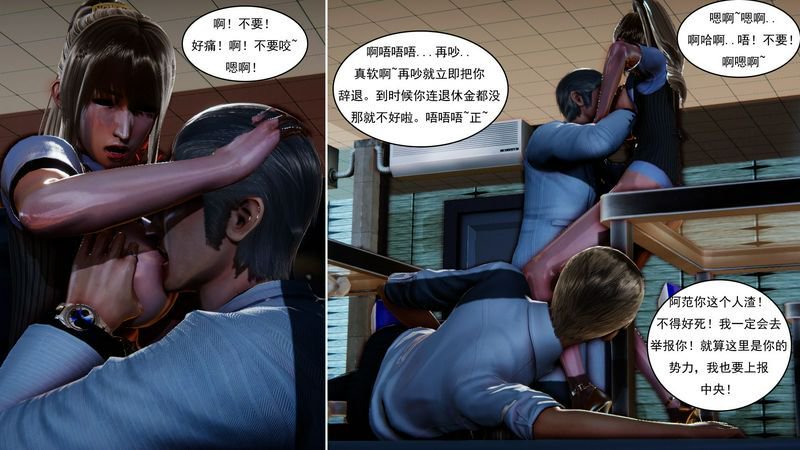 啊！不要！
好痛！啊！不要咬~
嗯啊！
啊唔唔唔...再吵..
真软啊~再吵就立即把你
辞退。到时候你连退休金都没
那就不好啦。唔唔唔~正~
嗯啊~嗯啊..
啊哈啊..唔！不要！
啊嗯啊~
阿范你这个人渣！
不得好死！我一定会去
举报你！就算这里是你的
势力，我也要上报
中央！